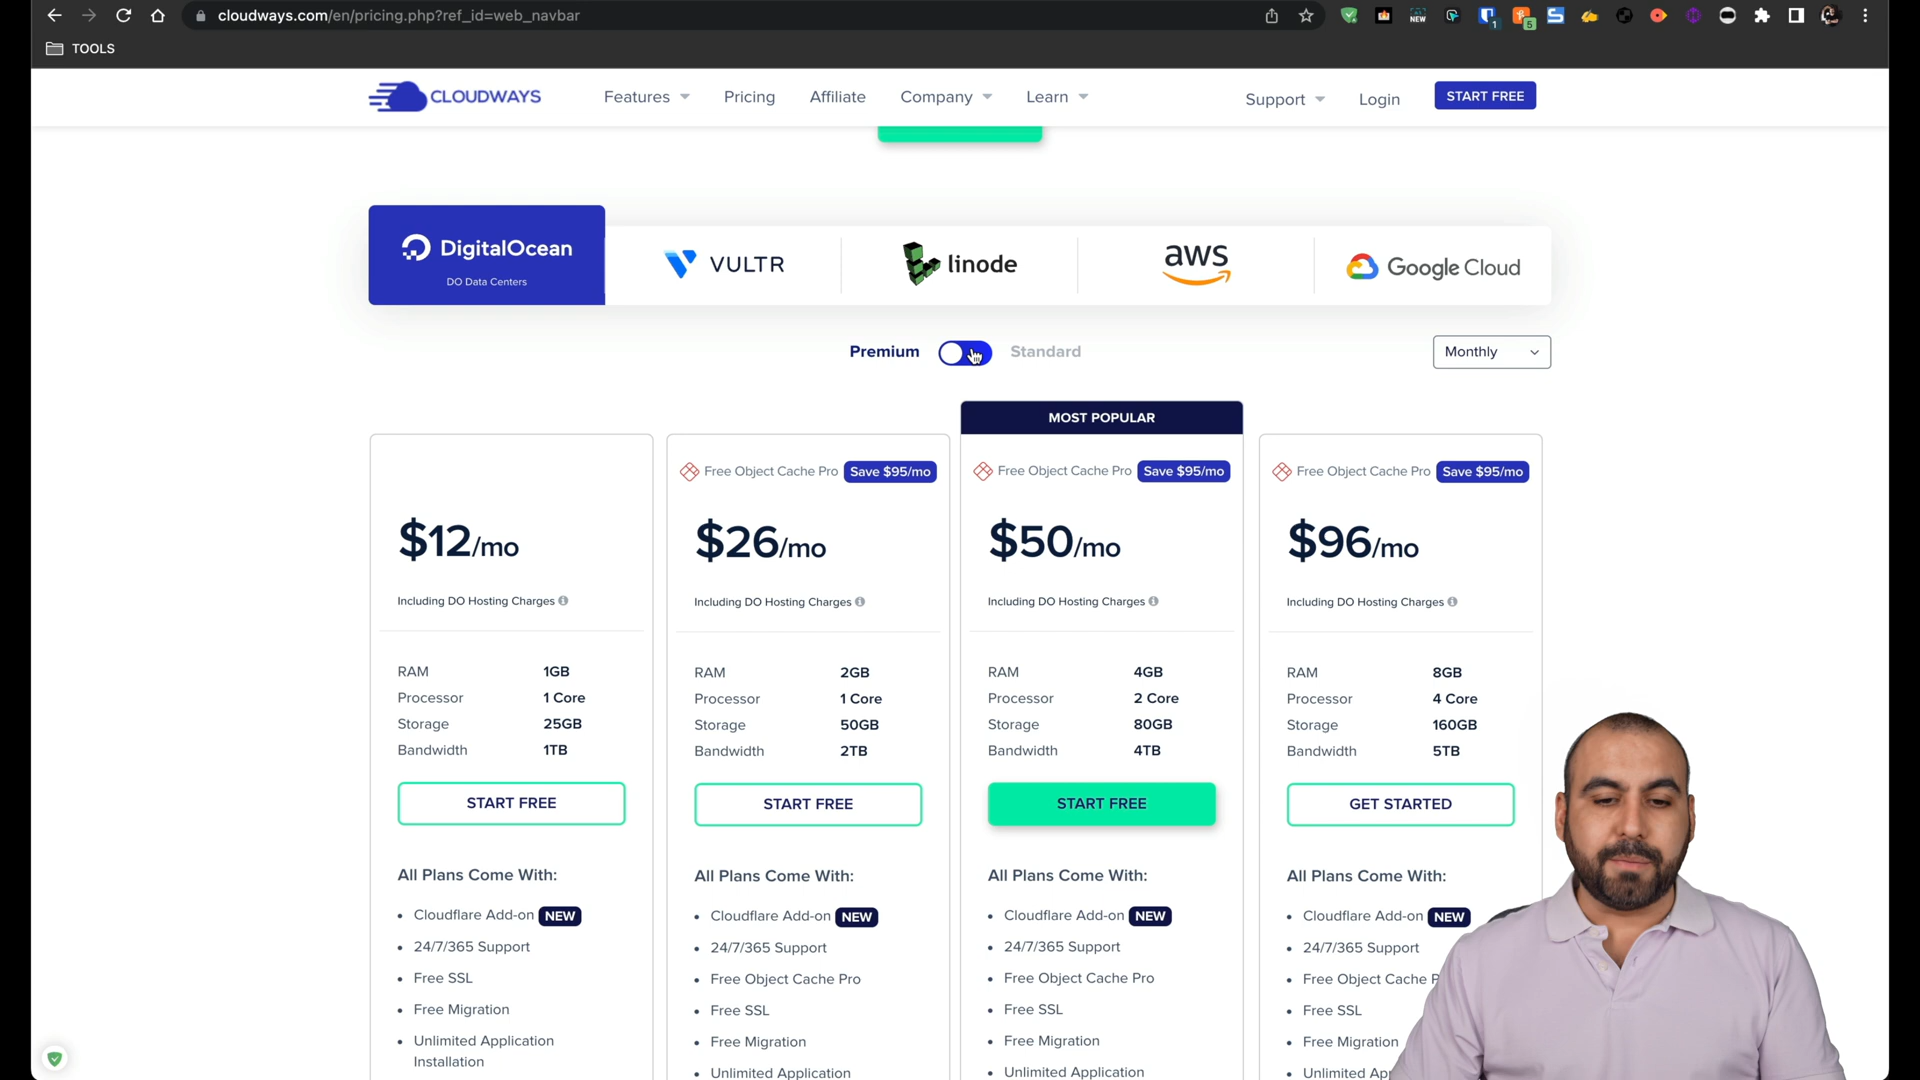 cloudways.com/en/pricing.php?ref_id=web_navbar
NEW
1
5
TOOLS
CLOUDWAYS
Features
Pricing
Affiliate
Company
Learn
Support
Login
START FREE
DigitalOcean
DO Data Centers
VULTR
linode
aws
Google Cloud
Premium
Standard
Monthly
MOST POPULAR
$12/mo
Including DO Hosting Charges
RAM 1GB
Processor 1 Core
Storage 25GB
Bandwidth 1TB
START FREE
All Plans Come With:
• Cloudflare Add-on NEW
• 24/7/365 Support
• Free SSL
• Free Migration
• Unlimited Application
Installation
Free Object Cache Pro Save $95/mo
$26/mo
Including DO Hosting Charges
RAM 2GB
Processor 1 Core
Storage 50GB
Bandwidth 2TB
START FREE
All Plans Come With:
• Cloudflare Add-on NEW
• 24/7/365 Support
• Free Object Cache Pro
• Free SSL
• Free Migration
• Unlimited Application
Free Object Cache Pro Save $95/mo
$50/mo
Including DO Hosting Charges
RAM 4GB
Processor 2 Core
Storage 80GB
Bandwidth 4TB
START FREE
All Plans Come With:
• Cloudflare Add-on NEW
• 24/7/365 Support
• Free Object Cache Pro
• Free SSL
• Free Migration
• Unlimited Application
Free Object Cache Pro Save $95/mo
$96/mo
Including DO Hosting Charges
RAM 8GB
Processor 4 Core
Storage 160GB
Bandwidth 5TB
GET STARTED
All Plans Come With:
• Cloudflare Add-on NEW
• 24/7/365 Support
• Free Object Cache P
• Free SSL
• Free Migration
• Unlimited Ap